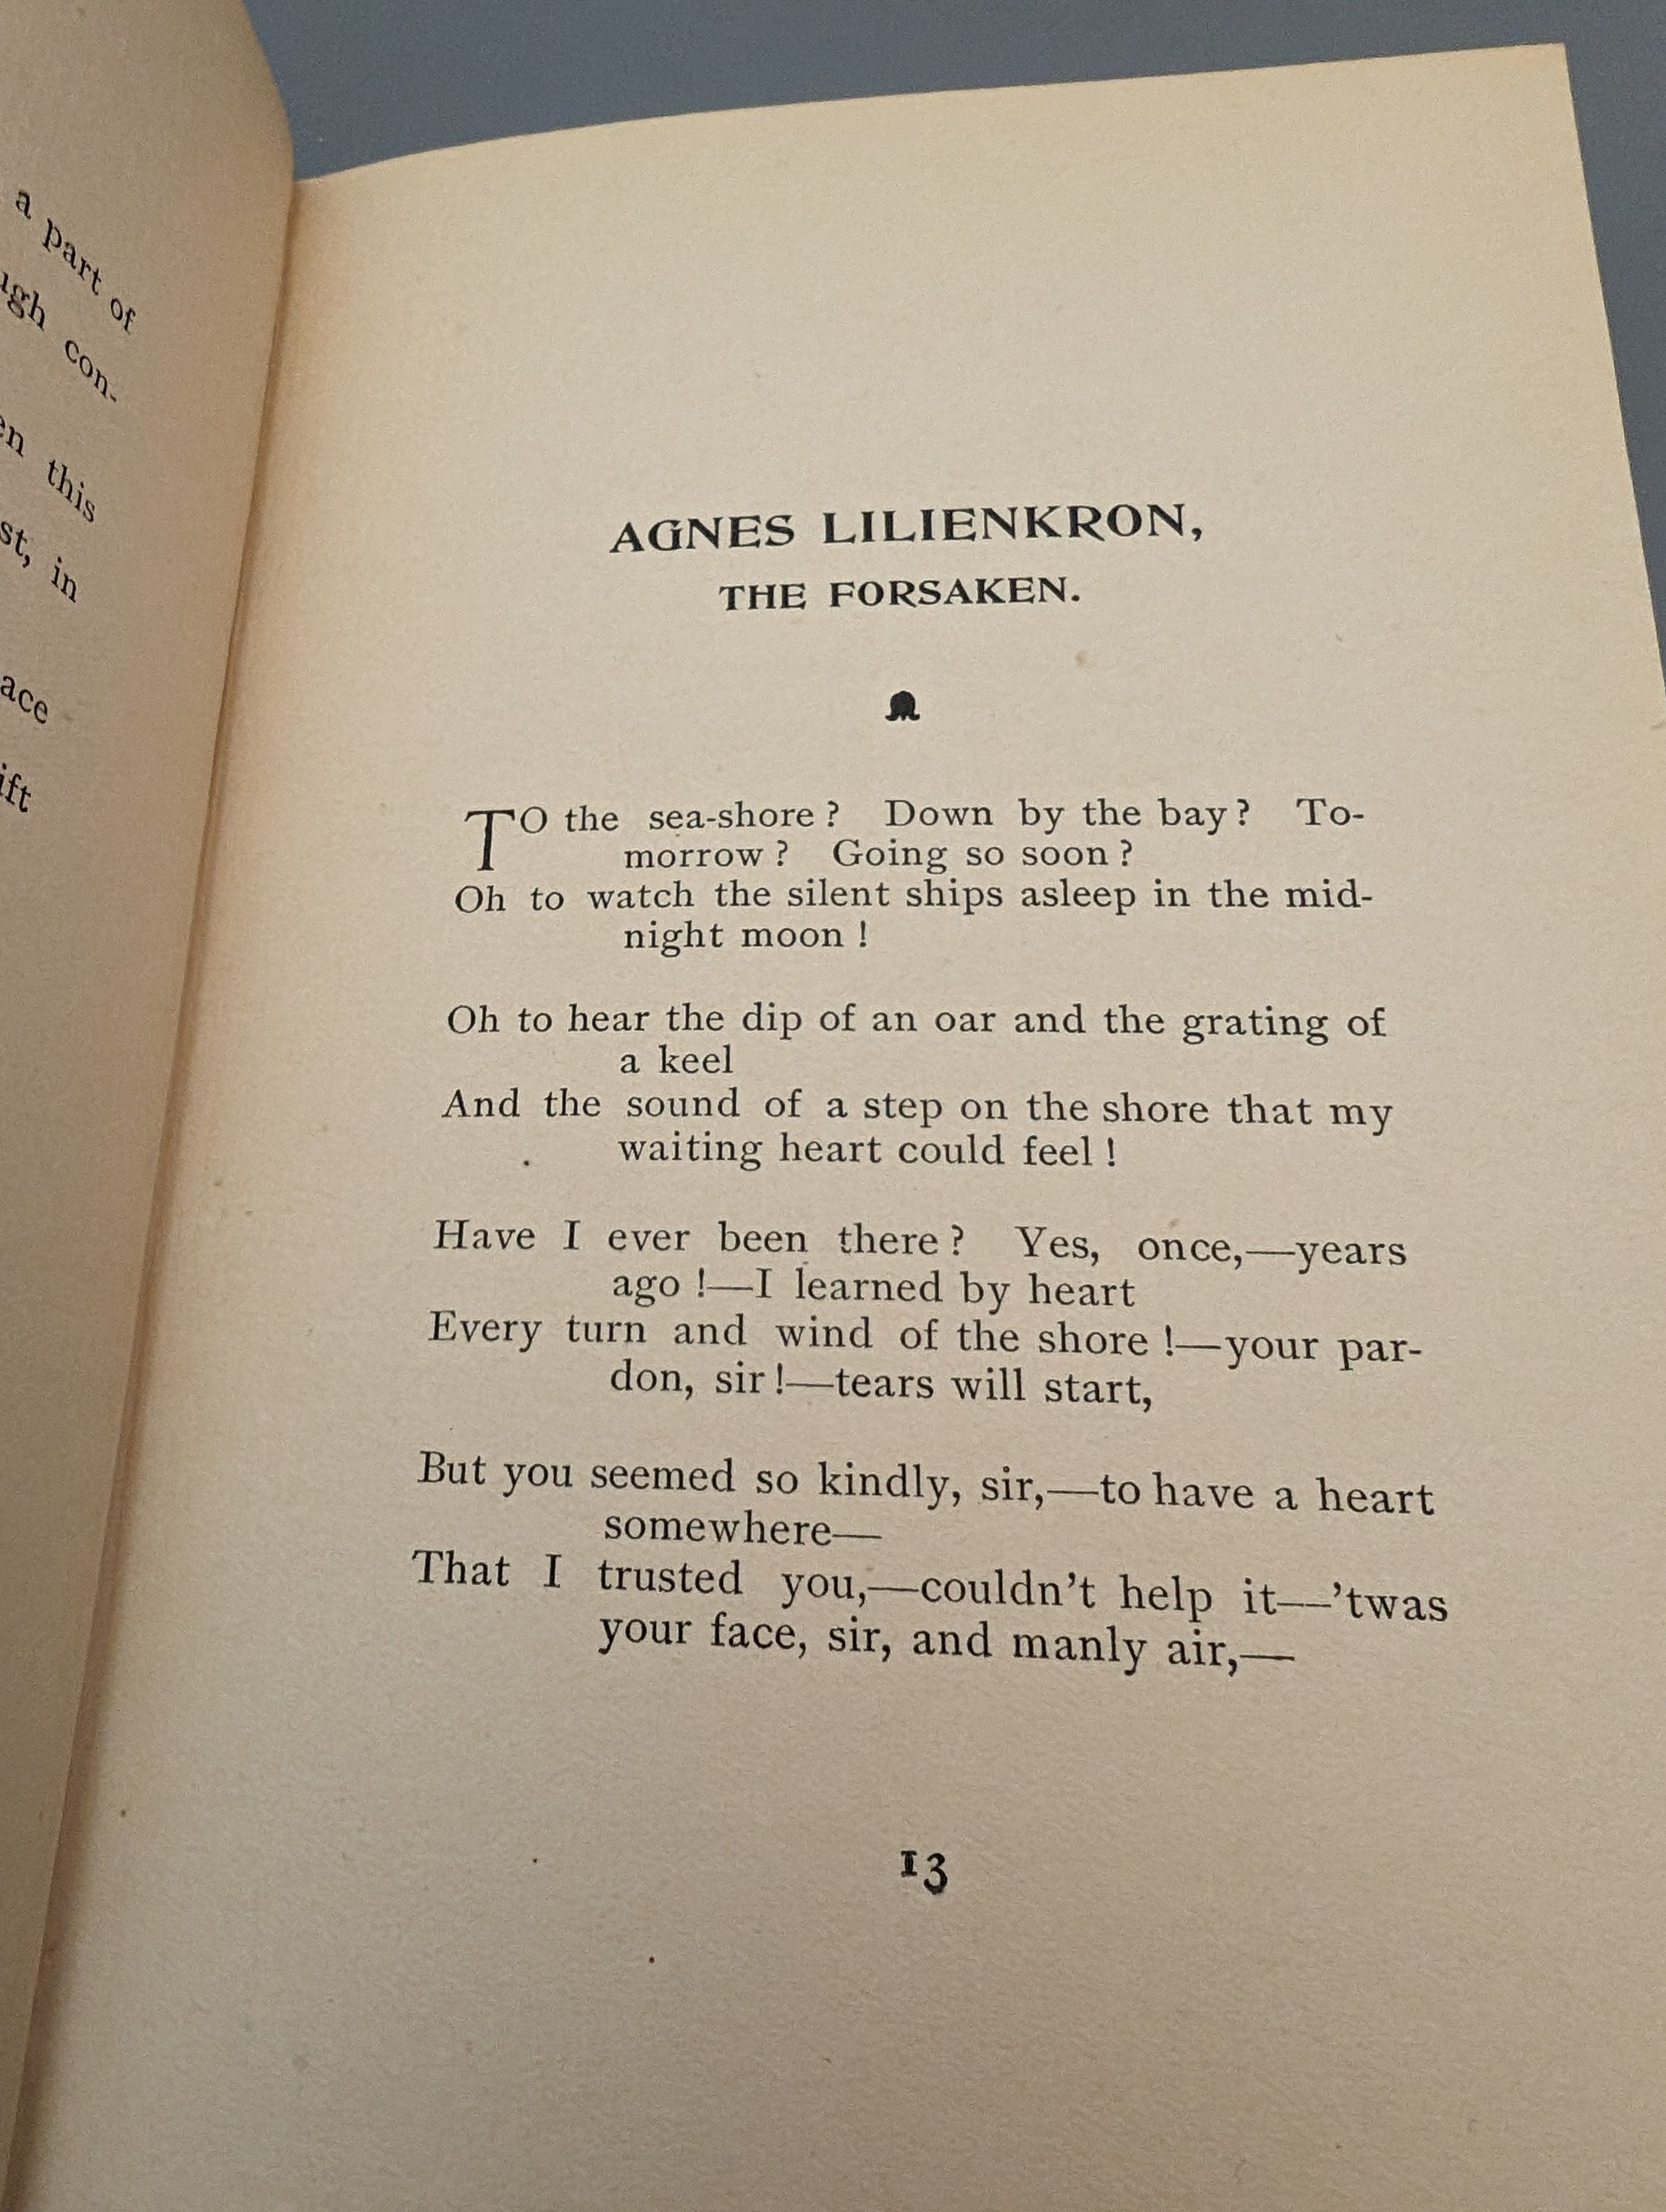 a part of
con-
this
st, in
AGNES LILIENKRON,
THE FORSAKEN.
TO the sea-shore? Down by the bay? To-
morrow? Going so soon?
Oh to watch the silent ships asleep in the mid-
night moon!
Oh to hear the dip of an oar and the grating of
a keel
And the sound of a step on the shore that my
waiting heart could feel!
Have I ever been there? Yes, once,—years
ago!—I learned by heart
Every turn and wind of the shore!—your par-
don, sir!—tears will start,
But you seemed so kindly, sir,—to have a heart
somewhere—
That I trusted you,—couldn't help it—'twas
your face, sir, and manly air,—
13